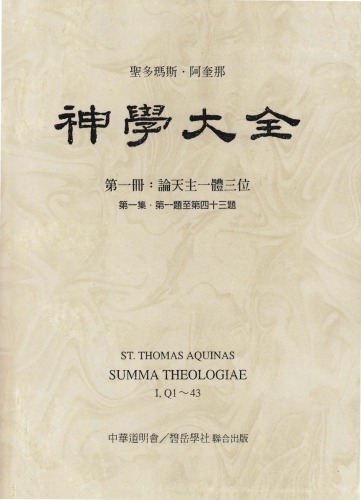 聖多瑪斯·阿奎那
神學大全
第一冊：論天主一體三位
第一集·第一題至第四十三題
ST. THOMAS AQUINAS
SUMMA THEOLOGIAE
I, Q1～43
中華道明會／碧岳學社 聯合出版